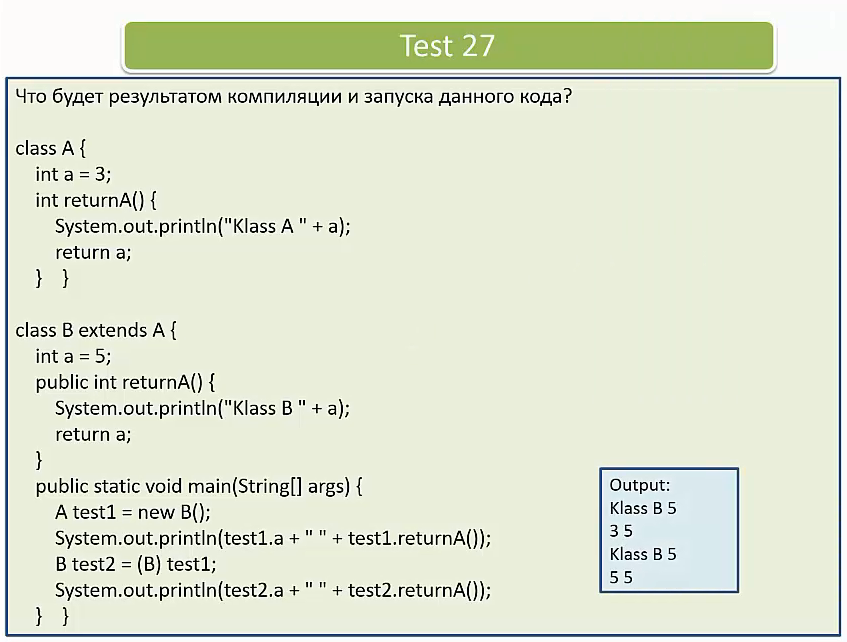 Test 27
Что будет результатом компиляции и запуска данного кода?
class A {
int a = 3;
int returnA() {
System.out.println("Klass A " + a);
return a;
} }
class B extends A {
int a = 5;
public int returnA() {
System.out.println("Klass B " + a);
return a;
}
public static void main(String[] args) {
A test1 = new B();
System.out.println(test1.a + " " + test1.returnA());
B test2 = (B) test1;
System.out.println(test2.a + " " + test2.returnA());
} }
Output:
Klass B 5
3 5
Klass B 5
5 5